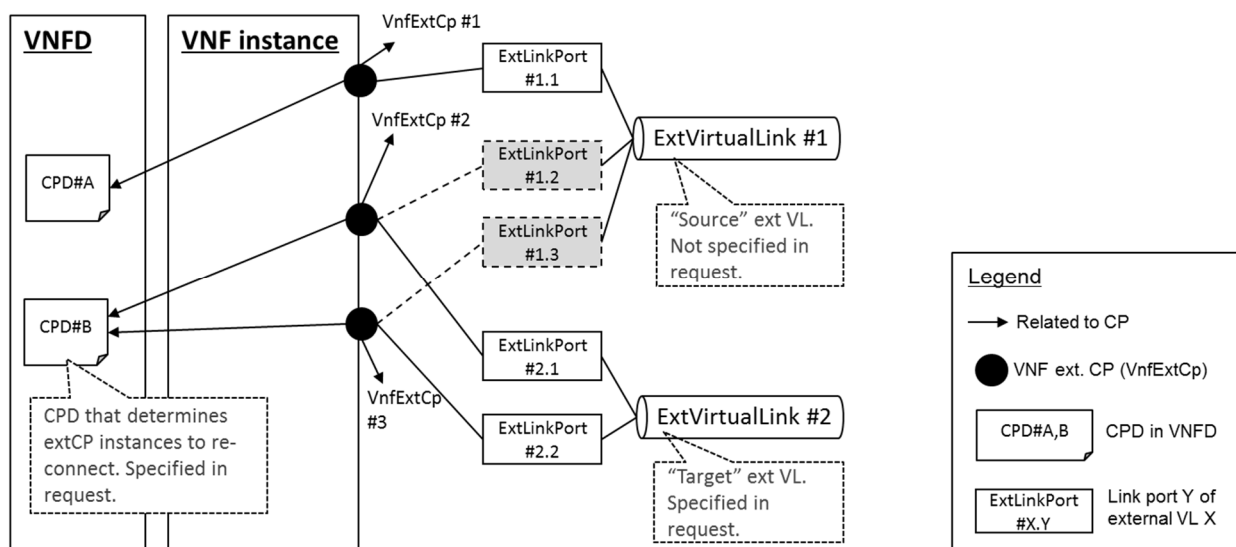 VNFD
VNF instance
VnfExtCp #1
ExtLinkPort
#1.1
VnfExtCp #2
ExtVirtualLink #1
ExtLinkPort
#1.2
CPD#A
"Source" ext VL.
Not specified in
request.
ExtLinkPort
#1.3
CPD#B
ExtLinkPort
#2.1
VnfExtCp
#3
ExtVirtualLink #2
ExtLinkPort
#2.2
CPD that determines
extCP instances to re-
connect. Specified in
request.
"Target" ext VL.
Specified in
request.
Legend
Related to CP
VNF ext. CP (VnfExtCp)
CPD#A,B
CPD in VNFD
ExtLinkPort
#X.Y
Link port Y of
external VL X